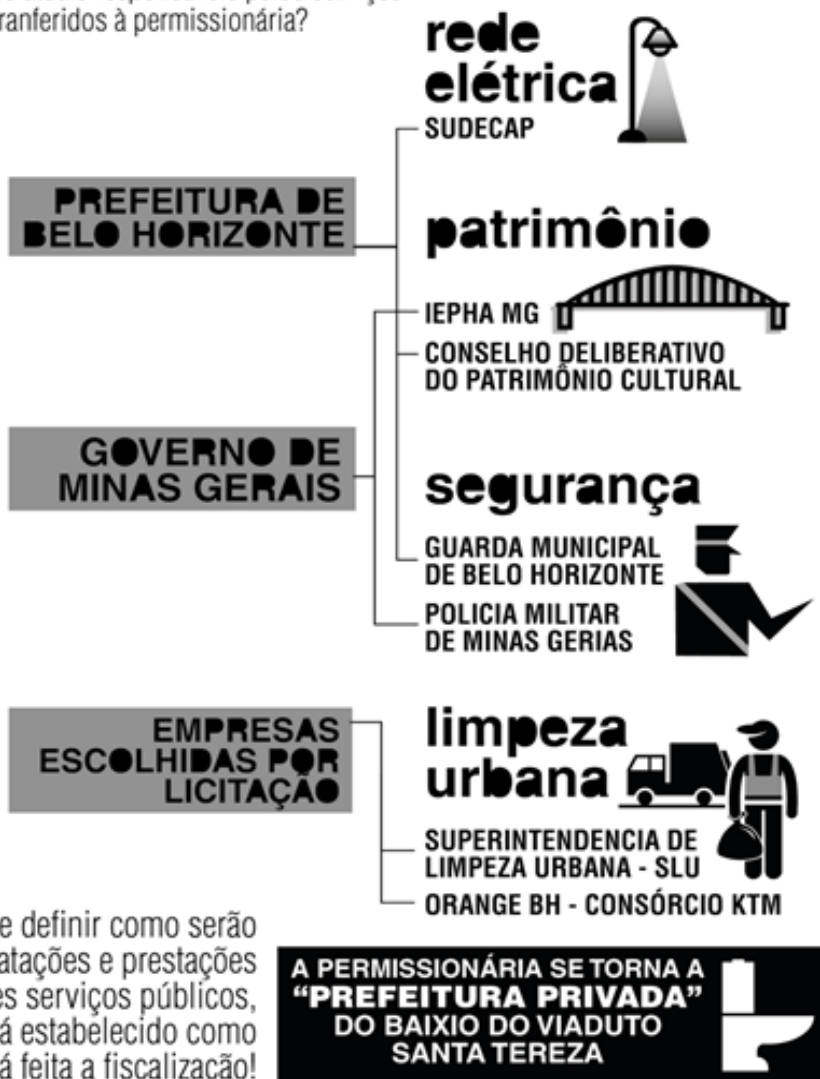 ranferidos à permissionária?
rede
elétrica
SUDECAP
PREFEITURA DE
BELO HORIZONTE
patrimônio
IEPHA MG
CONSELHO DELIBERATIVO
DO PATRIMÔNIO CULTURAL
GOVERNO DE
MINAS GERAIS
segurança
GUARDA MUNICIPAL
DE BELO HORIZONTE
POLICIA MILITAR
DE MINAS GERIAS
EMPRESAS
ESCOLHIDAS POR
LICITAÇÃO
limpeza
urbana
SUPERINTENDENCIA DE
LIMPEZA URBANA - SLU
ORANGE BH - CONSÓRCIO KTM
e definir como serão
atações e prestações
es serviços públicos,
á estabelecido como
á feita a fiscalização!
A PERMISSIONÁRIA SE TORNA A
“PREFEITURA PRIVADA”
DO BAIXIO DO VIADUTO
SANTA TEREZA